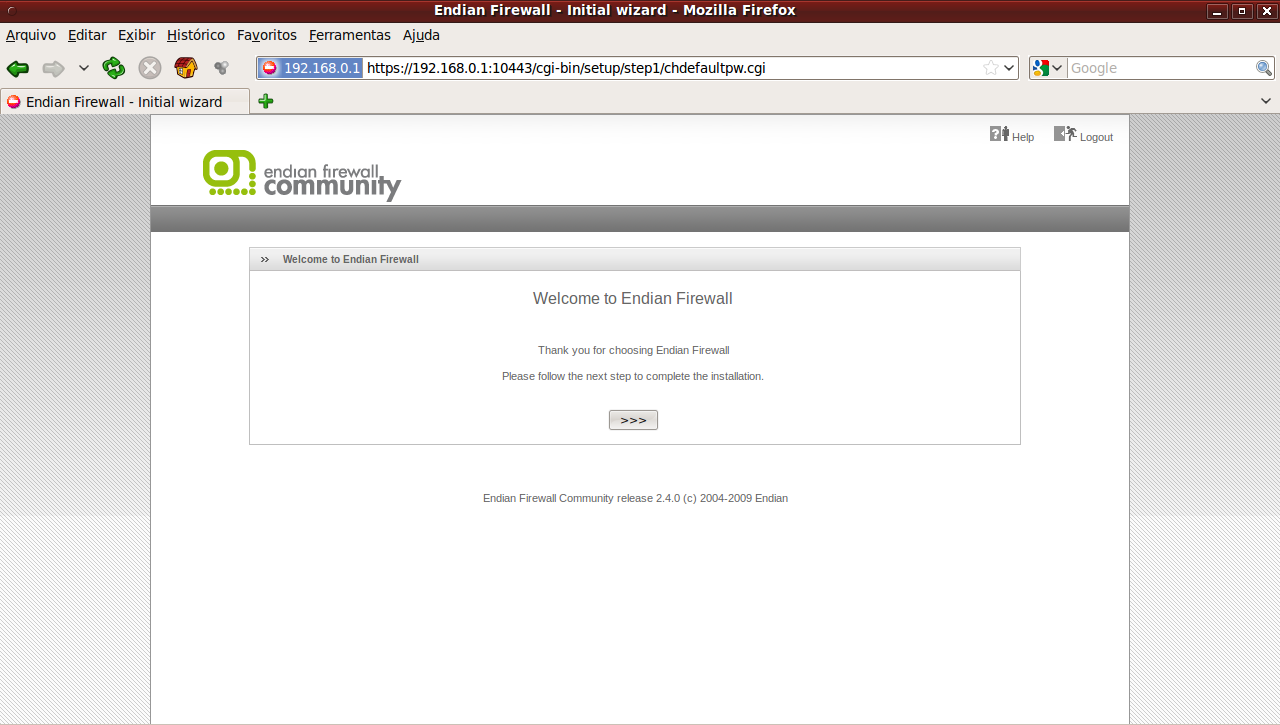 Endian Firewall - Initial wizard - Mozilla Firefox
Arquivo Editar Exibir Histórico Favoritos Ferramentas Ajuda
192.168.0.1 https://192.168.0.1:10443/cgi-bin/setup/step1/chdefaultpw.cgi Google
Endian Firewall - Initial wizard
Help Logout
endian firewall
community
Welcome to Endian Firewall
Welcome to Endian Firewall
Thank you for choosing Endian Firewall
Please follow the next step to complete the installation.
>>>
Endian Firewall Community release 2.4.0 (c) 2004-2009 Endian